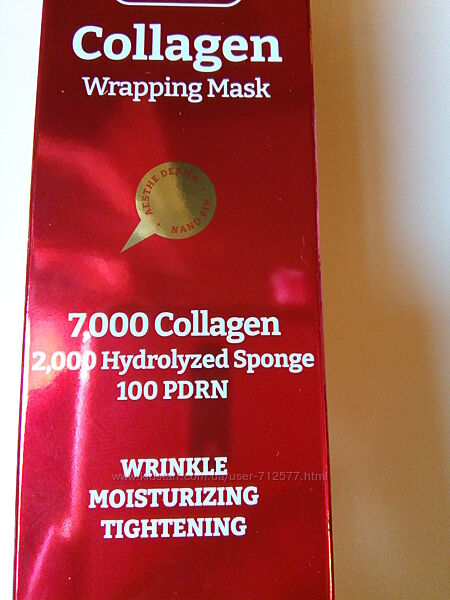 Collagen
Wrapping Mask
AESTHE DERMA
NANO PIN
7,000 Collagen
2,000 Hydrolyzed Sponge
100 PDRN
WRINKLE
MOISTURIZING
TIGHTENING